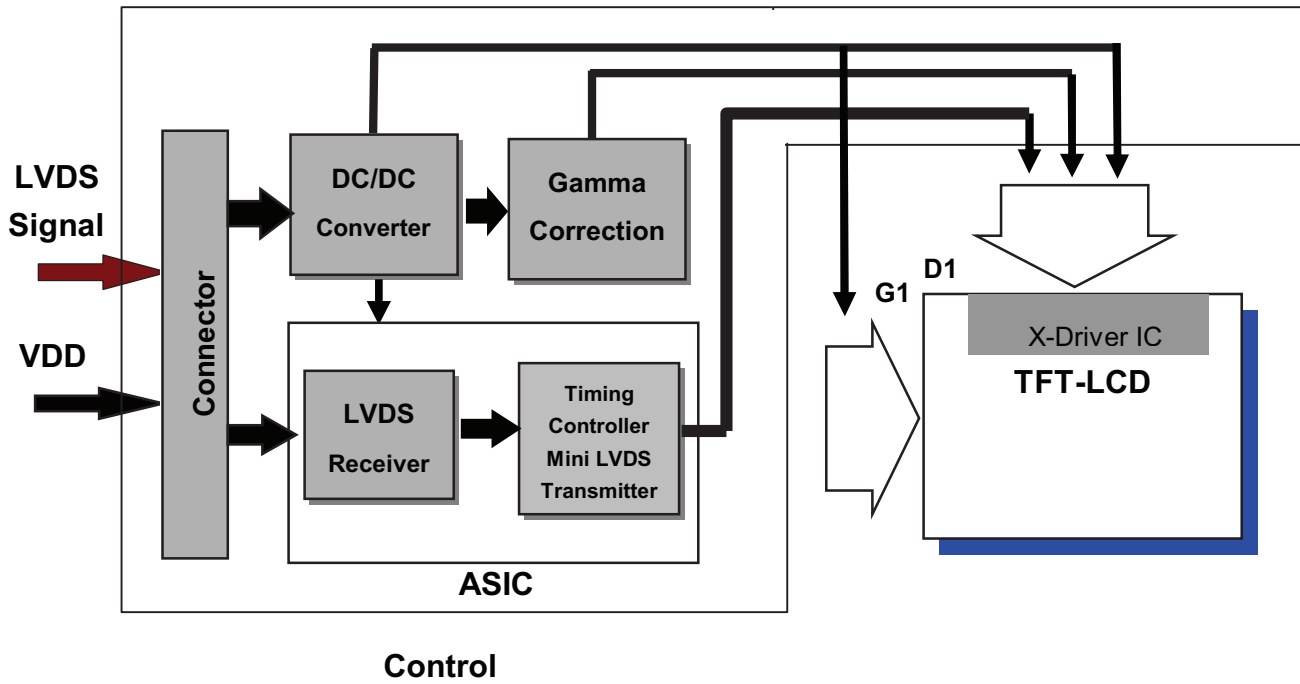 LVDS
Signal
VDD
Connector
DC/DC
Converter
Gamma
Correction
LVDS
Receiver
Timing
Controller
Mini LVDS
Transmitter
ASIC
Control
G1
D1
X-Driver IC
TFT-LCD